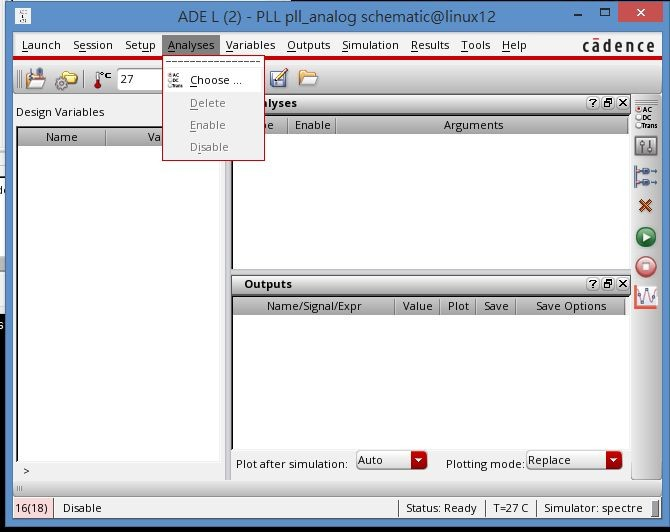 ADE L (2) - PLL pll_analog schematic@linux12
Launch Session Setup Analyses Variables Outputs Simulation Results Tools Help cādence
°C 27
AC
DC
Trans
Choose ...
Delete
Enable
Disable
Design Variables
Name Va
alyses
pe Enable Arguments
AC
DC
Trans
Outputs
Name/Signal/Expr Value Plot Save Save Options
Plot after simulation: Auto Plotting mode: Replace
>
16(18) Disable Status: Ready T=27 C Simulator: spectre